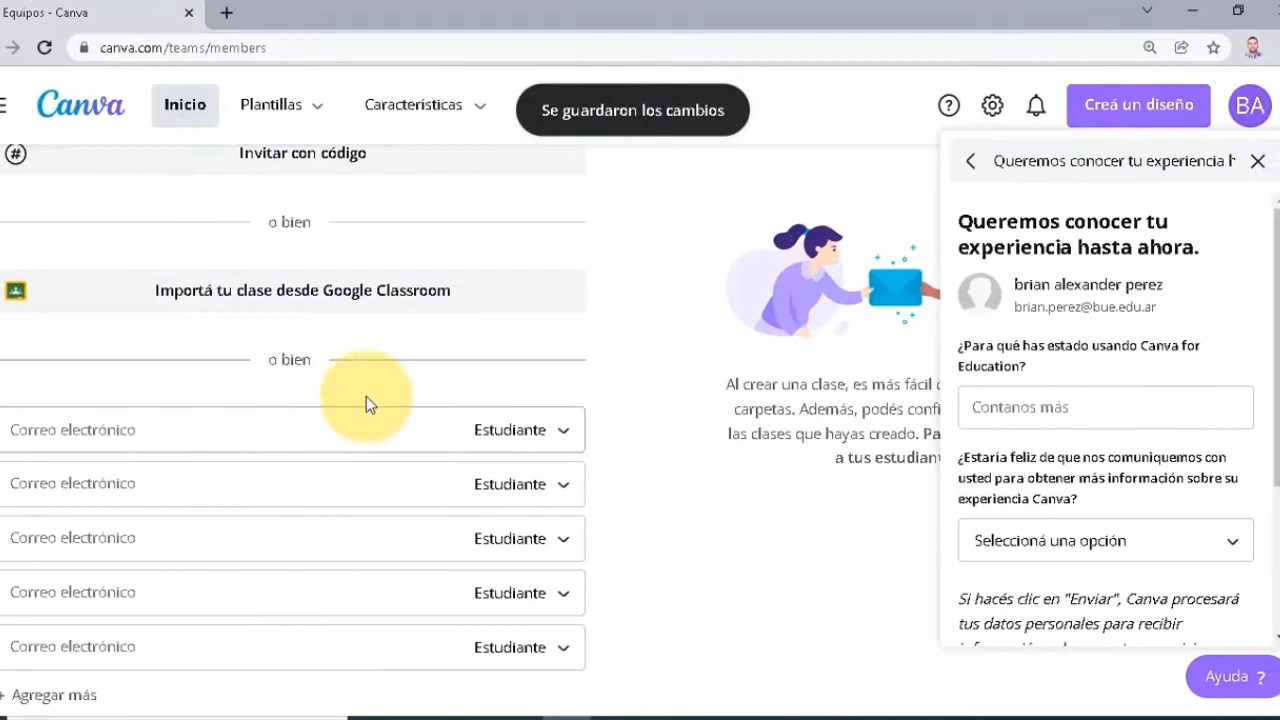 Equipos - Canva
canva.com/teams/members
Canva
Inicio
Plantillas
Caracteristicas
Se guardaron los cambios
Creá un diseño
BA
Invitar con código
o bien
Importá tu clase desde Google Classroom
o bien
Correo electrónico Estudiante
Correo electrónico Estudiante
Correo electrónico Estudiante
Correo electrónico Estudiante
Correo electrónico Estudiante
+ Agregar más
Al crear una clase, es más fácil
carpetas. Además, podés confi
las clases que hayas creado. Pa
a tus estudian
Queremos conocer tu experiencia h
Queremos conocer tu
experiencia hasta ahora.
brian alexander perez
brian.perez@bue.edu.ar
¿Para qué has estado usando Canva for
Education?
Contanos más
¿Estaría feliz de que nos comuniquemos con
usted para obtener más información sobre su
experiencia Canva?
Seleccioná una opción
Si hacés clic en "Enviar", Canva procesará
tus datos personales para recibir
Ayuda ?